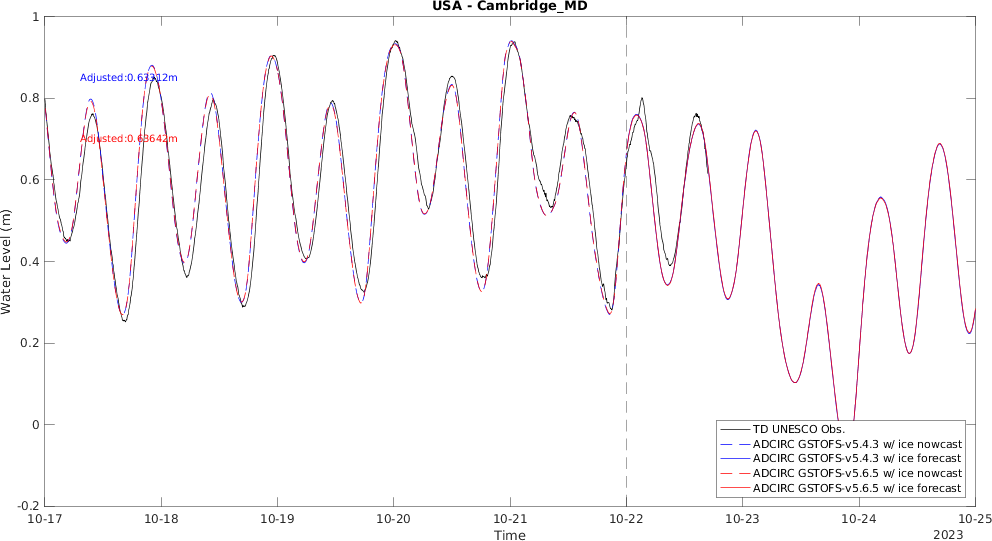 USA - Cambridge_MD
1
0.8
0.6
0.4
0.2
0
-0.2
Water Level (m)
Adjusted:0.63312m
Adjusted:0.63642m
TD UNESCO Obs.
ADCIRC GSTOFS-v5.4.3 w/ ice nowcast
ADCIRC GSTOFS-v5.4.3 w/ ice forecast
ADCIRC GSTOFS-v5.6.5 w/ ice nowcast
ADCIRC GSTOFS-v5.6.5 w/ ice forecast
10-17 10-18 10-19 10-20 10-21 10-22 10-23 10-24 10-25
Time
2023